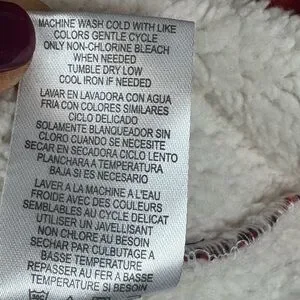 MACHINE WASH COLD WITH LIKE
COLORS GENTLE CYCLE
ONLY NON-CHLORINE BLEACH
WHEN NEEDED
TUMBLE DRY LOW
COOL IRON IF NEEDED
LAVAR EN LAVADORA CON AGUA
FRIA CON COLORES SIMILARES
CICLO DELICADO
SOLAMENTE BLANQUEADOR SIN
CLORO CUANDO SE NECESITE
SECAR EN SECADORA CICLO LENTO
PLANCHAR A TEMPERATURA
BAJA SI ES NECESARIO
LAVER A LA MACHINE A L'EAU
FROIDE AVEC DES COULEURS
SEMBLABLES AU CYCLE DELICAT
UTILISER UN JAVELLISANT
NON CHLORE AU BESOIN
SECHAR PAR CULBUTAGE A
BASSE TEMPERATURE
REPASSER AU FER A BASSE
TEMPERATURE SI D'ESSOIN
30C